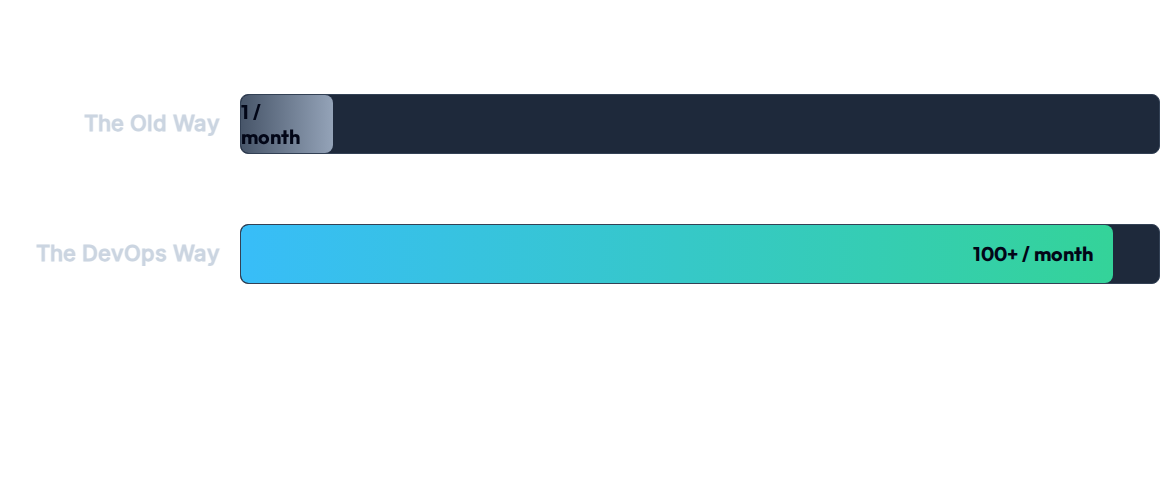 The Old Way
1 /
month
The DevOps Way
100+ / month